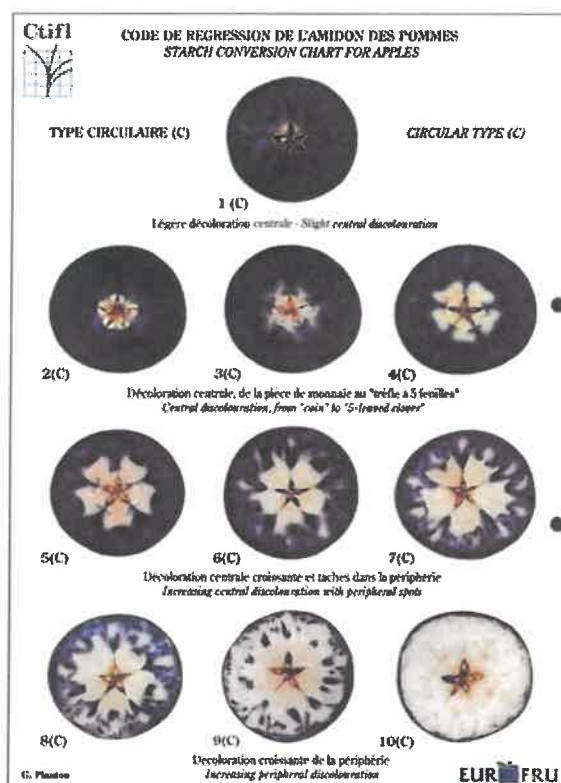 Ctifl
CODE DE REGRESSION DE L'AMIDON DES POMMES
STARCH CONVERSION CHART FOR APPLES
TYPE CIRCULAIRE (C)
CIRCULAR TYPE (C)
1 (C)
Légère décoloration centrale - Slight central discolouration
2(C)
3(C)
4(C)
Décoloration centrale, de la pièce de monnaie au "trèfle à 5 feuilles"
Central discolouration, from "coin" to "5-leaved clover"
5(C)
6(C)
7(C)
Décoloration centrale croissante et taches dans la périphérie
Increasing central discolouration with peripheral spots
8(C)
9(C)
10(C)
Decoloration croissante de la périphérie
Increasing peripheral discolouration
G. Planton
EUR FRU